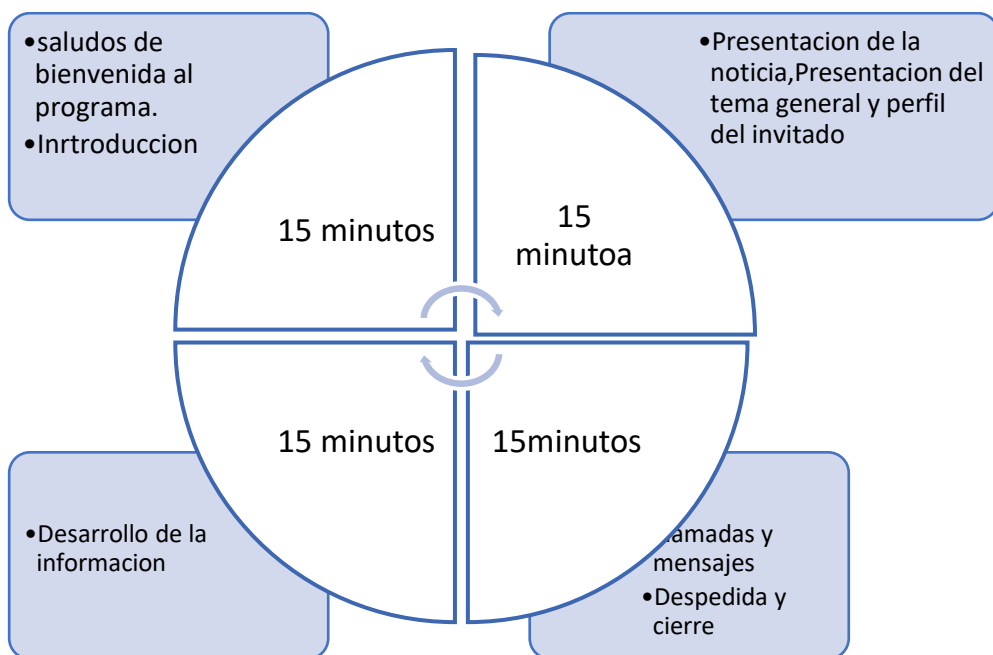 •saludos de
bienvenida al
programa.
•Inrtroduccion
•Presentacion de la
noticia,Presentacion del
tema general y perfil
del invitado
15 minutos
15
minutoa
15 minutos
15minutos
•Desarrollo de la
informacion
y
mensajes
•Despedida y
cierre